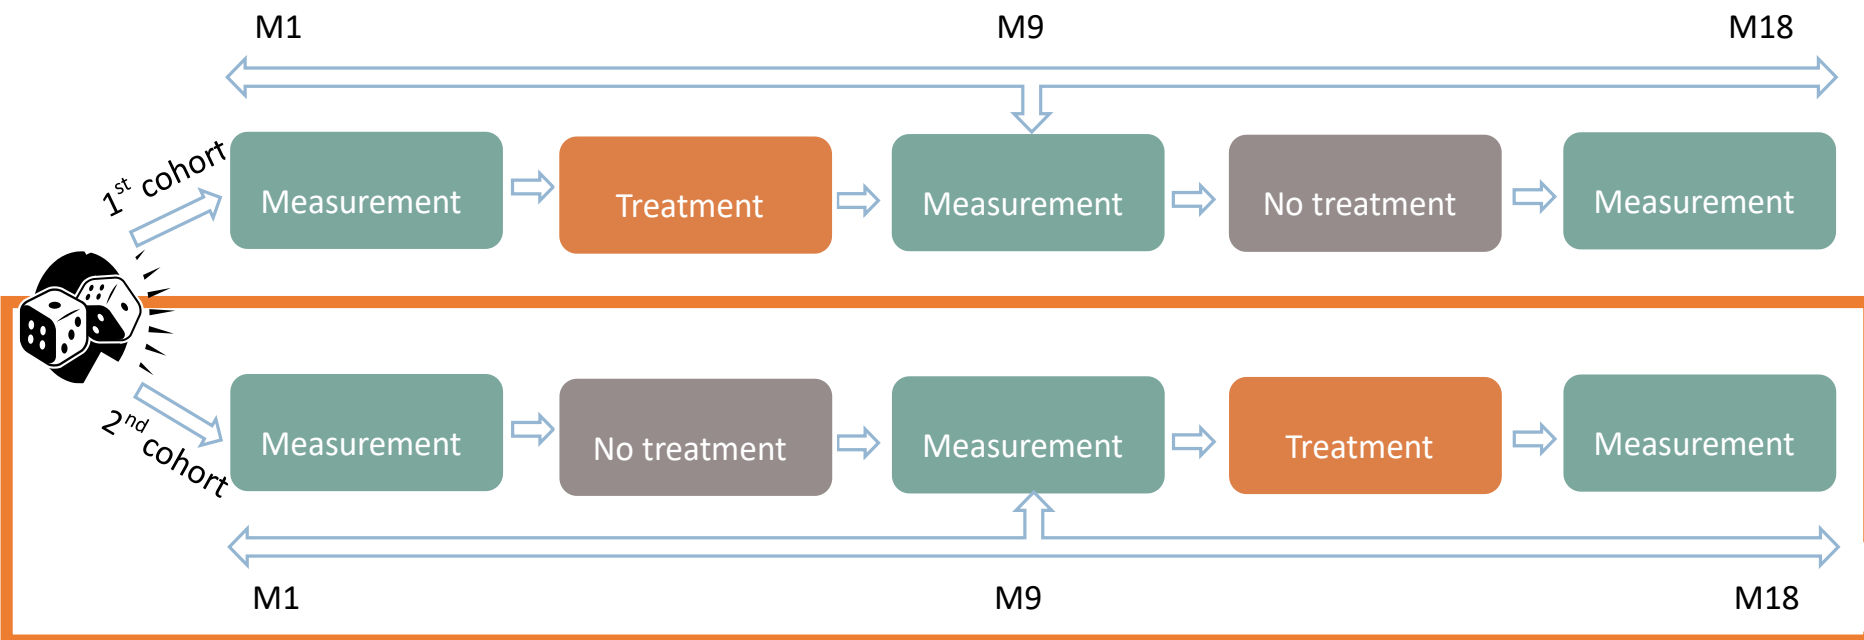 M1 M9 M18
1st cohort
Measurement Treatment Measurement No treatment Measurement
2nd cohort
Measurement No treatment Measurement Treatment Measurement
M1 M9 M18